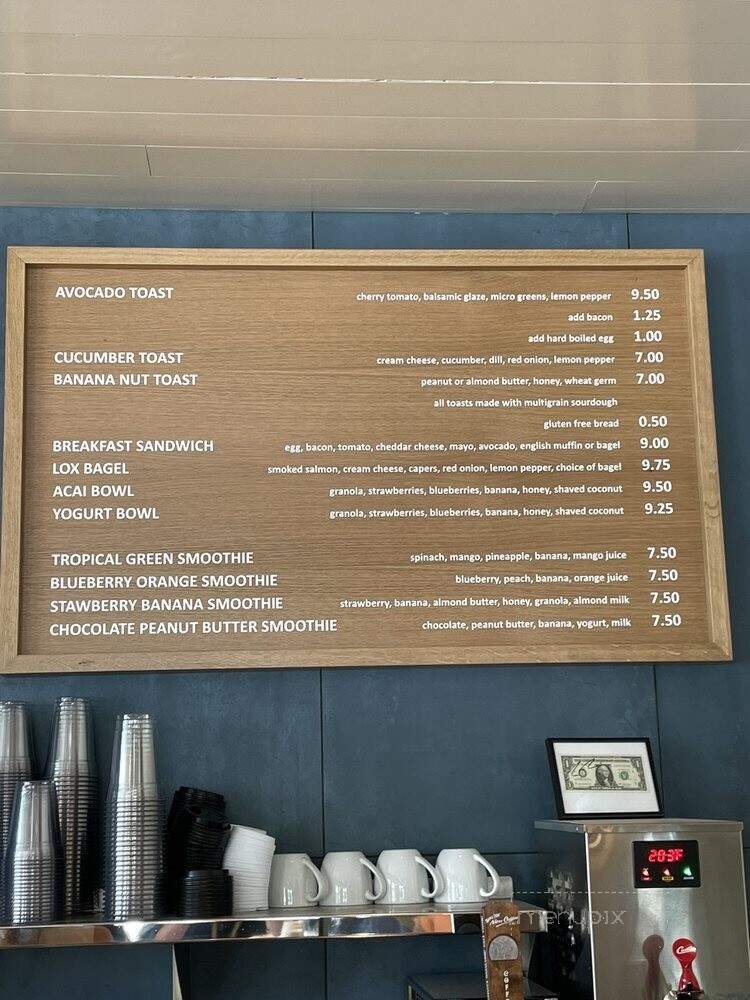 AVOCADO TOAST cherry tomato, balsamic glaze, micro greens, lemon pepper 9.50
add bacon 1.25
add hard boiled egg 1.00
CUCUMBER TOAST cream cheese, cucumber, dill, red onion, lemon pepper 7.00
BANANA NUT TOAST peanut or almond butter, honey, wheat germ 7.00
all toasts made with multigrain sourdough
gluten free bread 0.50
BREAKFAST SANDWICH egg, bacon, tomato, cheddar cheese, mayo, avocado, english muffin or bagel 9.00
LOX BAGEL smoked salmon, cream cheese, capers, red onion, lemon pepper, choice of bagel 9.75
ACAI BOWL granola, strawberries, blueberries, banana, honey, shaved coconut 9.50
YOGURT BOWL granola, strawberries, blueberries, banana, honey, shaved coconut 9.25
TROPICAL GREEN SMOOTHIE spinach, mango, pineapple, banana, mango juice 7.50
BLUEBERRY ORANGE SMOOTHIE blueberry, peach, banana, orange juice 7.50
STAWBERRY BANANA SMOOTHIE strawberry, banana, almond butter, honey, granola, almond milk 7.50
CHOCOLATE PEANUT BUTTER SMOOTHIE chocolate, peanut butter, banana, yogurt, milk 7.50
203°F
menupix
Curtis